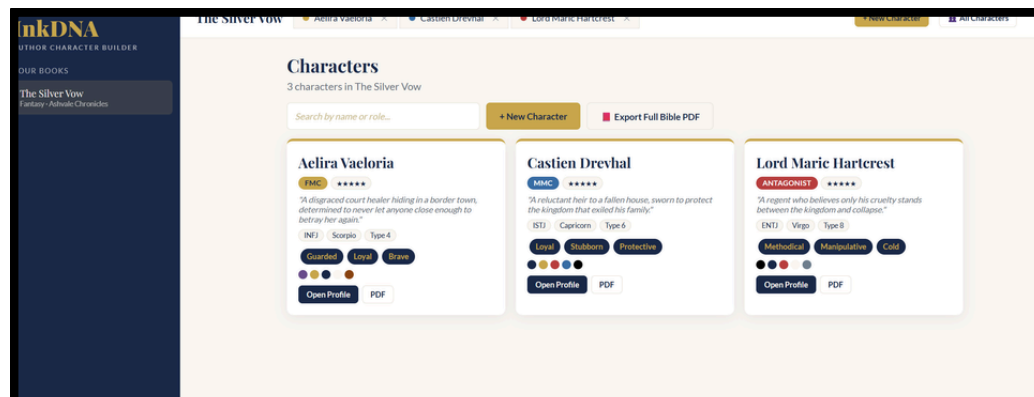 InkDNA
UTHOR CHARACTER BUILDER
OUR BOOKS
The Silver Vow
Fantasy · Ashvale Chronicles
The Silver Vow
Aelira Vaeloria ×
Castien Drevhal ×
Lord Maric Hartcrest ×
+ New Character
All Characters
Characters
3 characters in The Silver Vow
Search by name or role...
+ New Character
Export Full Bible PDF
Aelira Vaeloria
FMC ★★★★★
"A disgraced court healer hiding in a border town,
determined to never let anyone close enough to
betray her again."
INFJ Scorpio Type 4
Guarded Loyal Brave
Open Profile PDF
Castien Drevhal
MMC ★★★★★
"A reluctant heir to a fallen house, sworn to protect
the kingdom that exiled his family."
ISTJ Capricorn Type 6
Loyal Stubborn Protective
Open Profile PDF
Lord Maric Hartcrest
ANTAGONIST ★★★★★
"A regent who believes only his cruelty stands
between the kingdom and collapse."
ENTJ Virgo Type 8
Methodical Manipulative Cold
Open Profile PDF